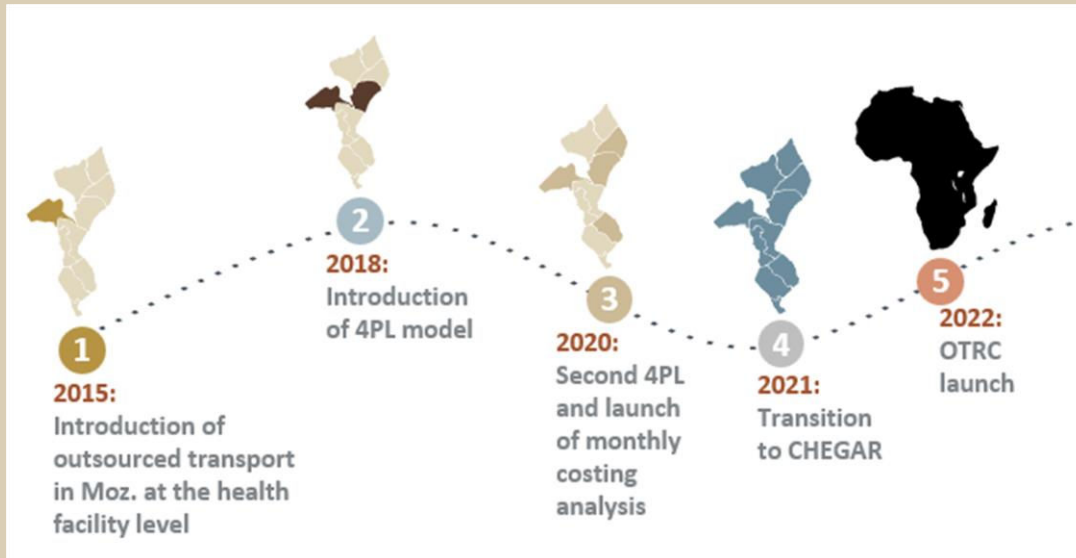 1
2015:
Introduction of
outsourced transport
in Moz. at the health
facility level
2
2018:
Introduction
of 4PL model
3
2020:
Second 4PL
and launch
of monthly
costing
analysis
4
2021:
Transition
to CHEGAR
5
2022:
OTRC
launch